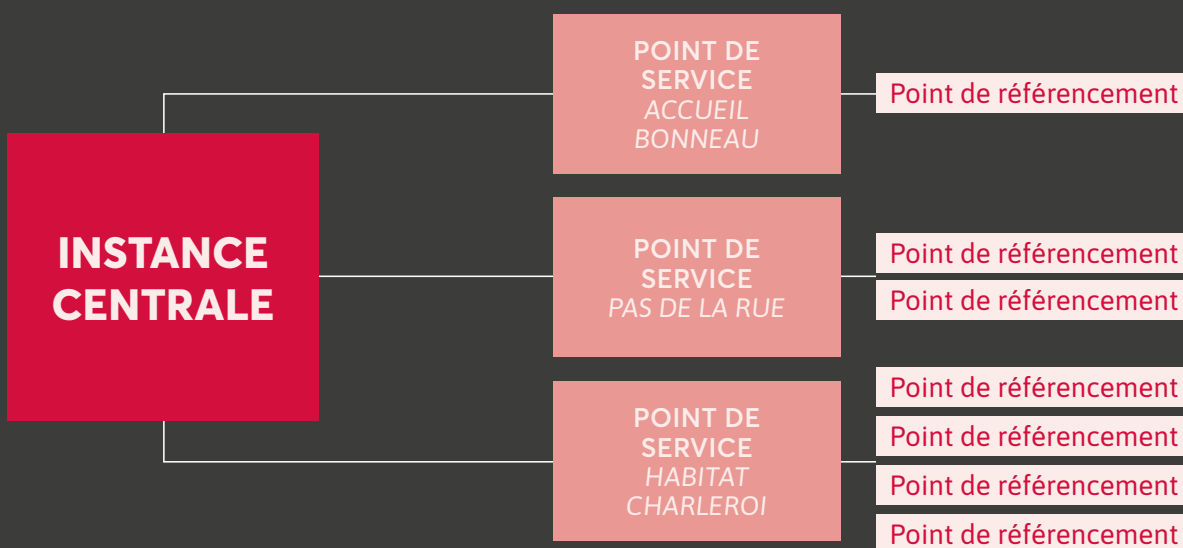 INSTANCE
CENTRALE
POINT DE
SERVICE
ACCUEIL
BONNEAU
Point de référencement
POINT DE
SERVICE
PAS DE LA RUE
Point de référencement
Point de référencement
POINT DE
SERVICE
HABITAT
CHARLEROI
Point de référencement
Point de référencement
Point de référencement
Point de référencement